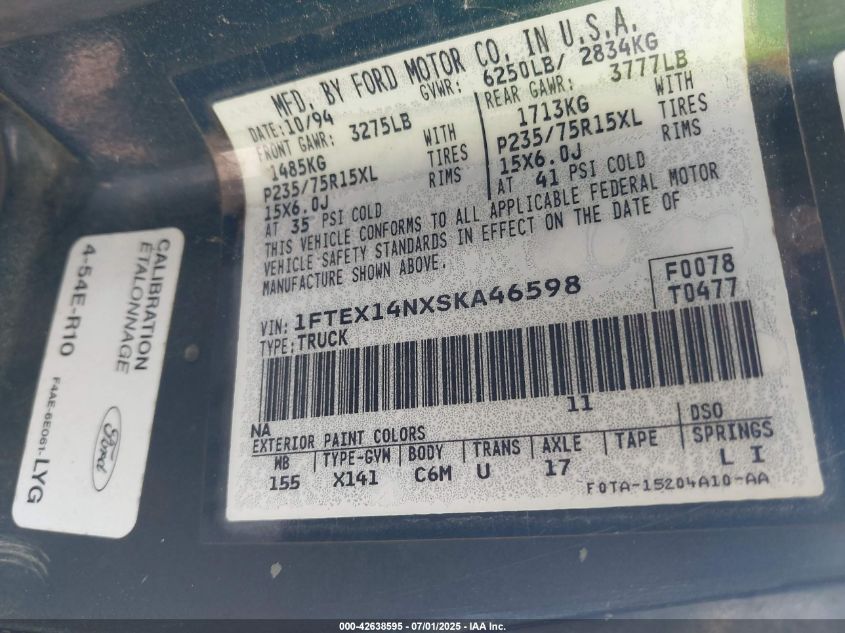 MFD. BY FORD MOTOR CO. IN U.S.A.
DATE: 10/94 GVWR: 6250LB/ 2834KG
FRONT GAWR: 3275LB REAR GAWR: 3777LB
1485KG WITH 1713KG WITH
P235/75R15XL TIRES P235/75R15XL TIRES
15X6.0J RIMS 15X6.0J RIMS
AT 35 PSI COLD AT 41 PSI COLD
THIS VEHICLE CONFORMS TO ALL APPLICABLE FEDERAL MOTOR
VEHICLE SAFETY STANDARDS IN EFFECT ON THE DATE OF
MANUFACTURE SHOWN ABOVE.
F0078
VIN: 1FTEX14NXSKA46598 T0477
TYPE: TRUCK
11
NA
EXTERIOR PAINT COLORS DSO
WB TYPE-GVW BODY TRANS AXLE TAPE SPRINGS
155 X141 C6M U 17 L I
F0TA-15204A10-AA
CALIBRATION
ÉTALONNAGE
4-54E-R10
Ford
F4AE-6E061-LYG
000-42638595 - 07/01/2025 - IAA Inc.